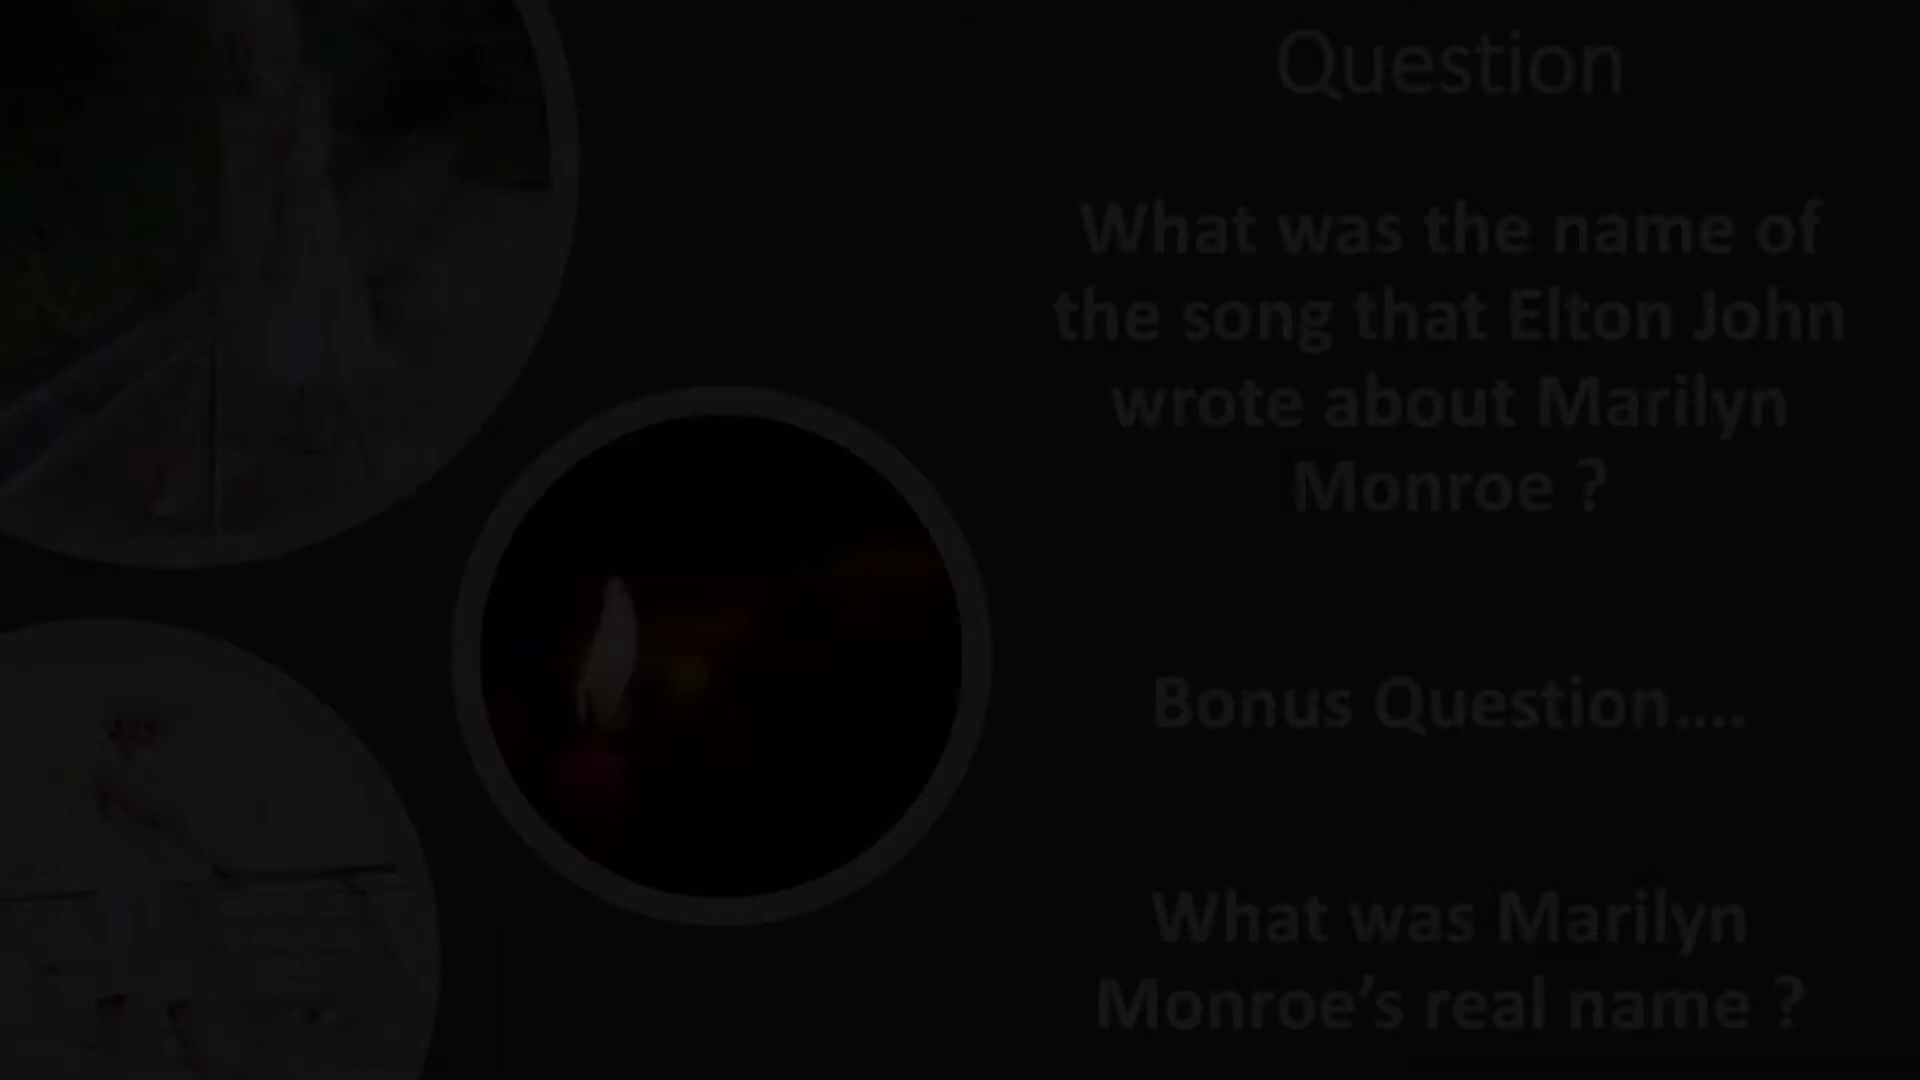 Question
What was the name of
the song that Elton John
wrote about Marilyn
Monroe ?
Bonus Question....
What was Marilyn
Monroe’s real name ?